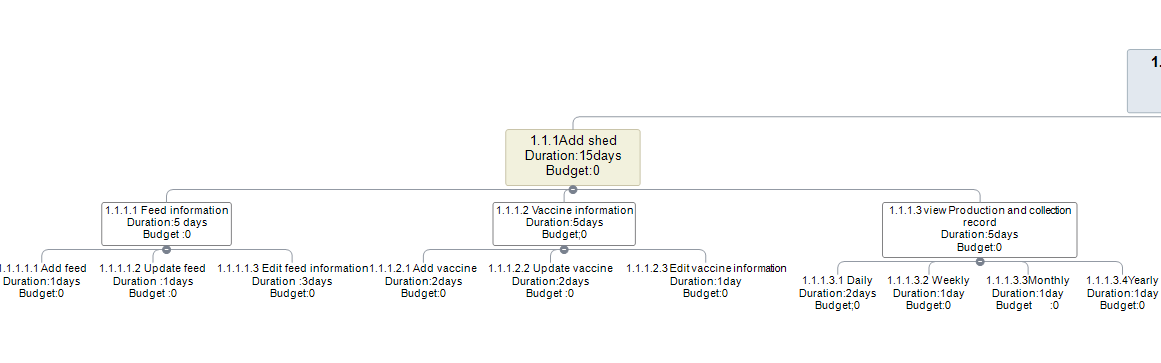 1.
1.1.1Add shed
Duration:15days
Budget:0
1.1.1.1 Feed information
Duration:5 days
Budget :0
1.1.1.2 Vaccine information
Duration:5days
Budget;0
1.1.1.3 view Production and collection
record
Duration:5days
Budget:0
1.1.1.1.1 Add feed
Duration:1days
Budget:0
1.1.1.1.2 Update feed
Duration :1days
Budget :0
1.1.1.1.3 Edit feed information
Duration :3days
Budget:0
1.1.1.2.1 Add vaccine
Duration:2days
Budget:0
1.1.1.2.2 Update vaccine
Duration:2days
Budget :0
1.1.1.2.3 Edit vaccine information
Duration:1day
Budget:0
1.1.1.3.1 Daily
Duration:2days
Budget;0
1.1.1.3.2 Weekly
Duration:1day
Budget:0
1.1.1.3.3Monthly
Duration:1day
Budget :0
1.1.1.3.4Yearly
Duration:1day
Budget:0